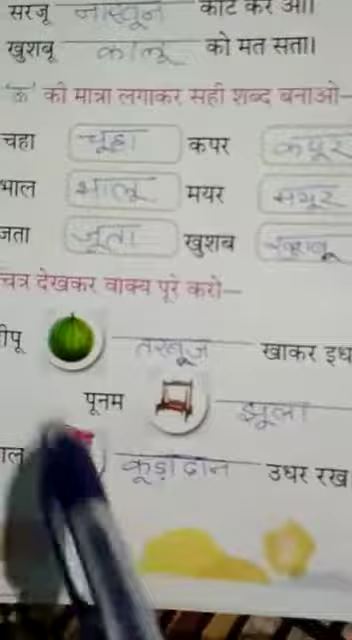 सरजू नाखून काट कर आ।
खुशबू कालू को मत सता।
'ऊ' की मात्रा लगाकर सही शब्द बनाओ—
चहा चूहा कपर कपूर
भाल भालू मयर मयूर
जता जूता खुशब खुशबू
चित्र देखकर वाक्य पूरे करो—
दीपू तरबूज खाकर इध
पूनम झूला
कूड़ादान उधर रख